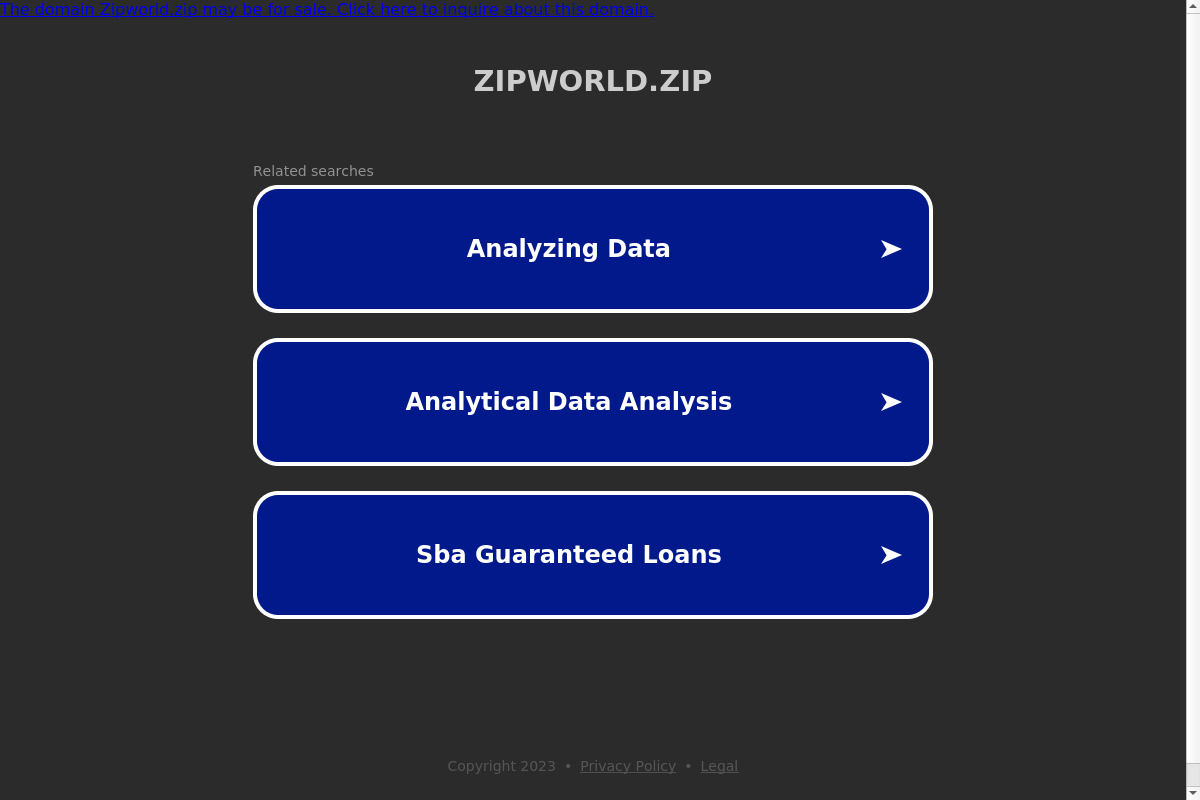 The domain Zipworld.zip may be for sale. Click here to inquire about this domain.
ZIPWORLD.ZIP
Related searches
Analyzing Data
Analytical Data Analysis
Sba Guaranteed Loans
Copyright 2023 • Privacy Policy • Legal